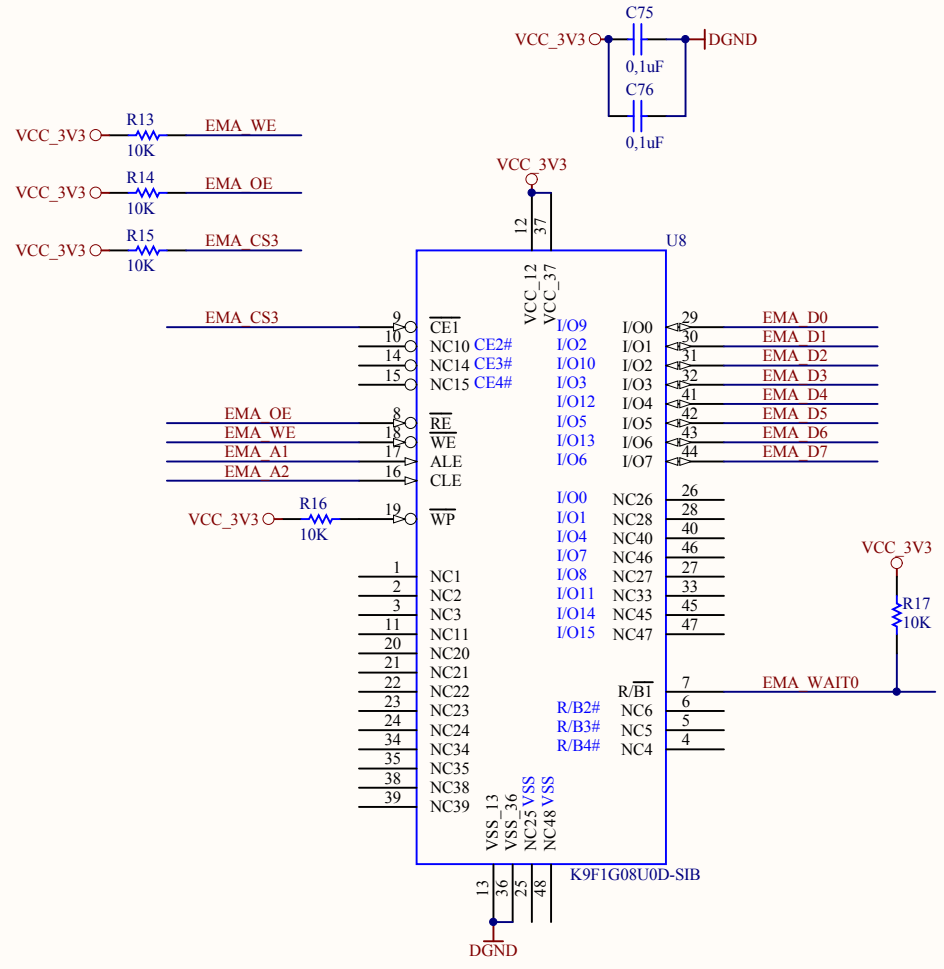 C75
VCC_3V3 DGND
0,1uF
C76
0,1uF
R13 EMA_WE
VCC_3V3
10K
R14 EMA_OE
VCC_3V3
10K
R15 EMA_CS3
VCC_3V3
10K
VCC_3V3
12 37
U8
VCC_12 VCC_37
EMA_CS3 9 CE1 I/O9 I/O0 29 EMA_D0
10 NC10 CE2# I/O2 I/O1 30 EMA_D1
14 NC14 CE3# I/O10 I/O2 31 EMA_D2
15 NC15 CE4# I/O3 I/O3 32 EMA_D3
I/O12 I/O4 41 EMA_D4
EMA_OE 8 RE I/O5 I/O5 42 EMA_D5
EMA_WE 18 WE I/O13 I/O6 43 EMA_D6
EMA_A1 17 ALE I/O6 I/O7 44 EMA_D7
EMA_A2 16 CLE
I/O0 NC26 26
R16
VCC_3V3 19 WP I/O1 NC28 28
10K
I/O4 NC40 40
I/O7 NC46 46
VCC_3V3
1 NC1 I/O8 NC27 27
2 NC2 I/O11 NC33 33
R17
10K
3 NC3 I/O14 NC45 45
11 NC11 I/O15 NC47 47
20 NC20
21 NC21
22 NC22 R/B1 7 EMA_WAIT0
23 NC23 R/B2# NC6 6
24 NC24 R/B3# NC5 5
34 NC34 R/B4# NC4 4
35 NC35
38 NC38
39 NC39
VSS_13 VSS_36 NC25 VSS NC48 VSS
K9F1G08U0D-SIB
13 36 25 48
DGND